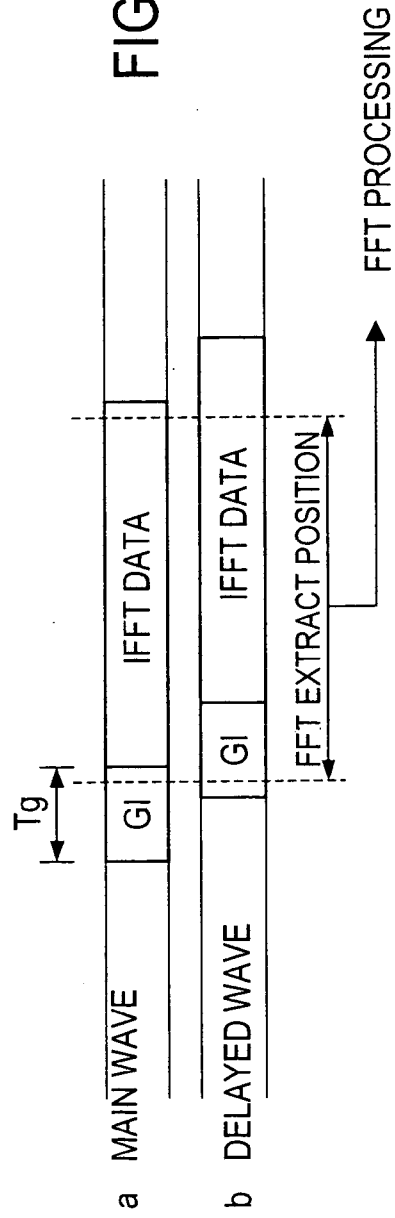 FIG
Tg
a MAIN WAVE GI IFFT DATA
b DELAYED WAVE GI IFFT DATA
FFT EXTRACT POSITION
FFT PROCESSING